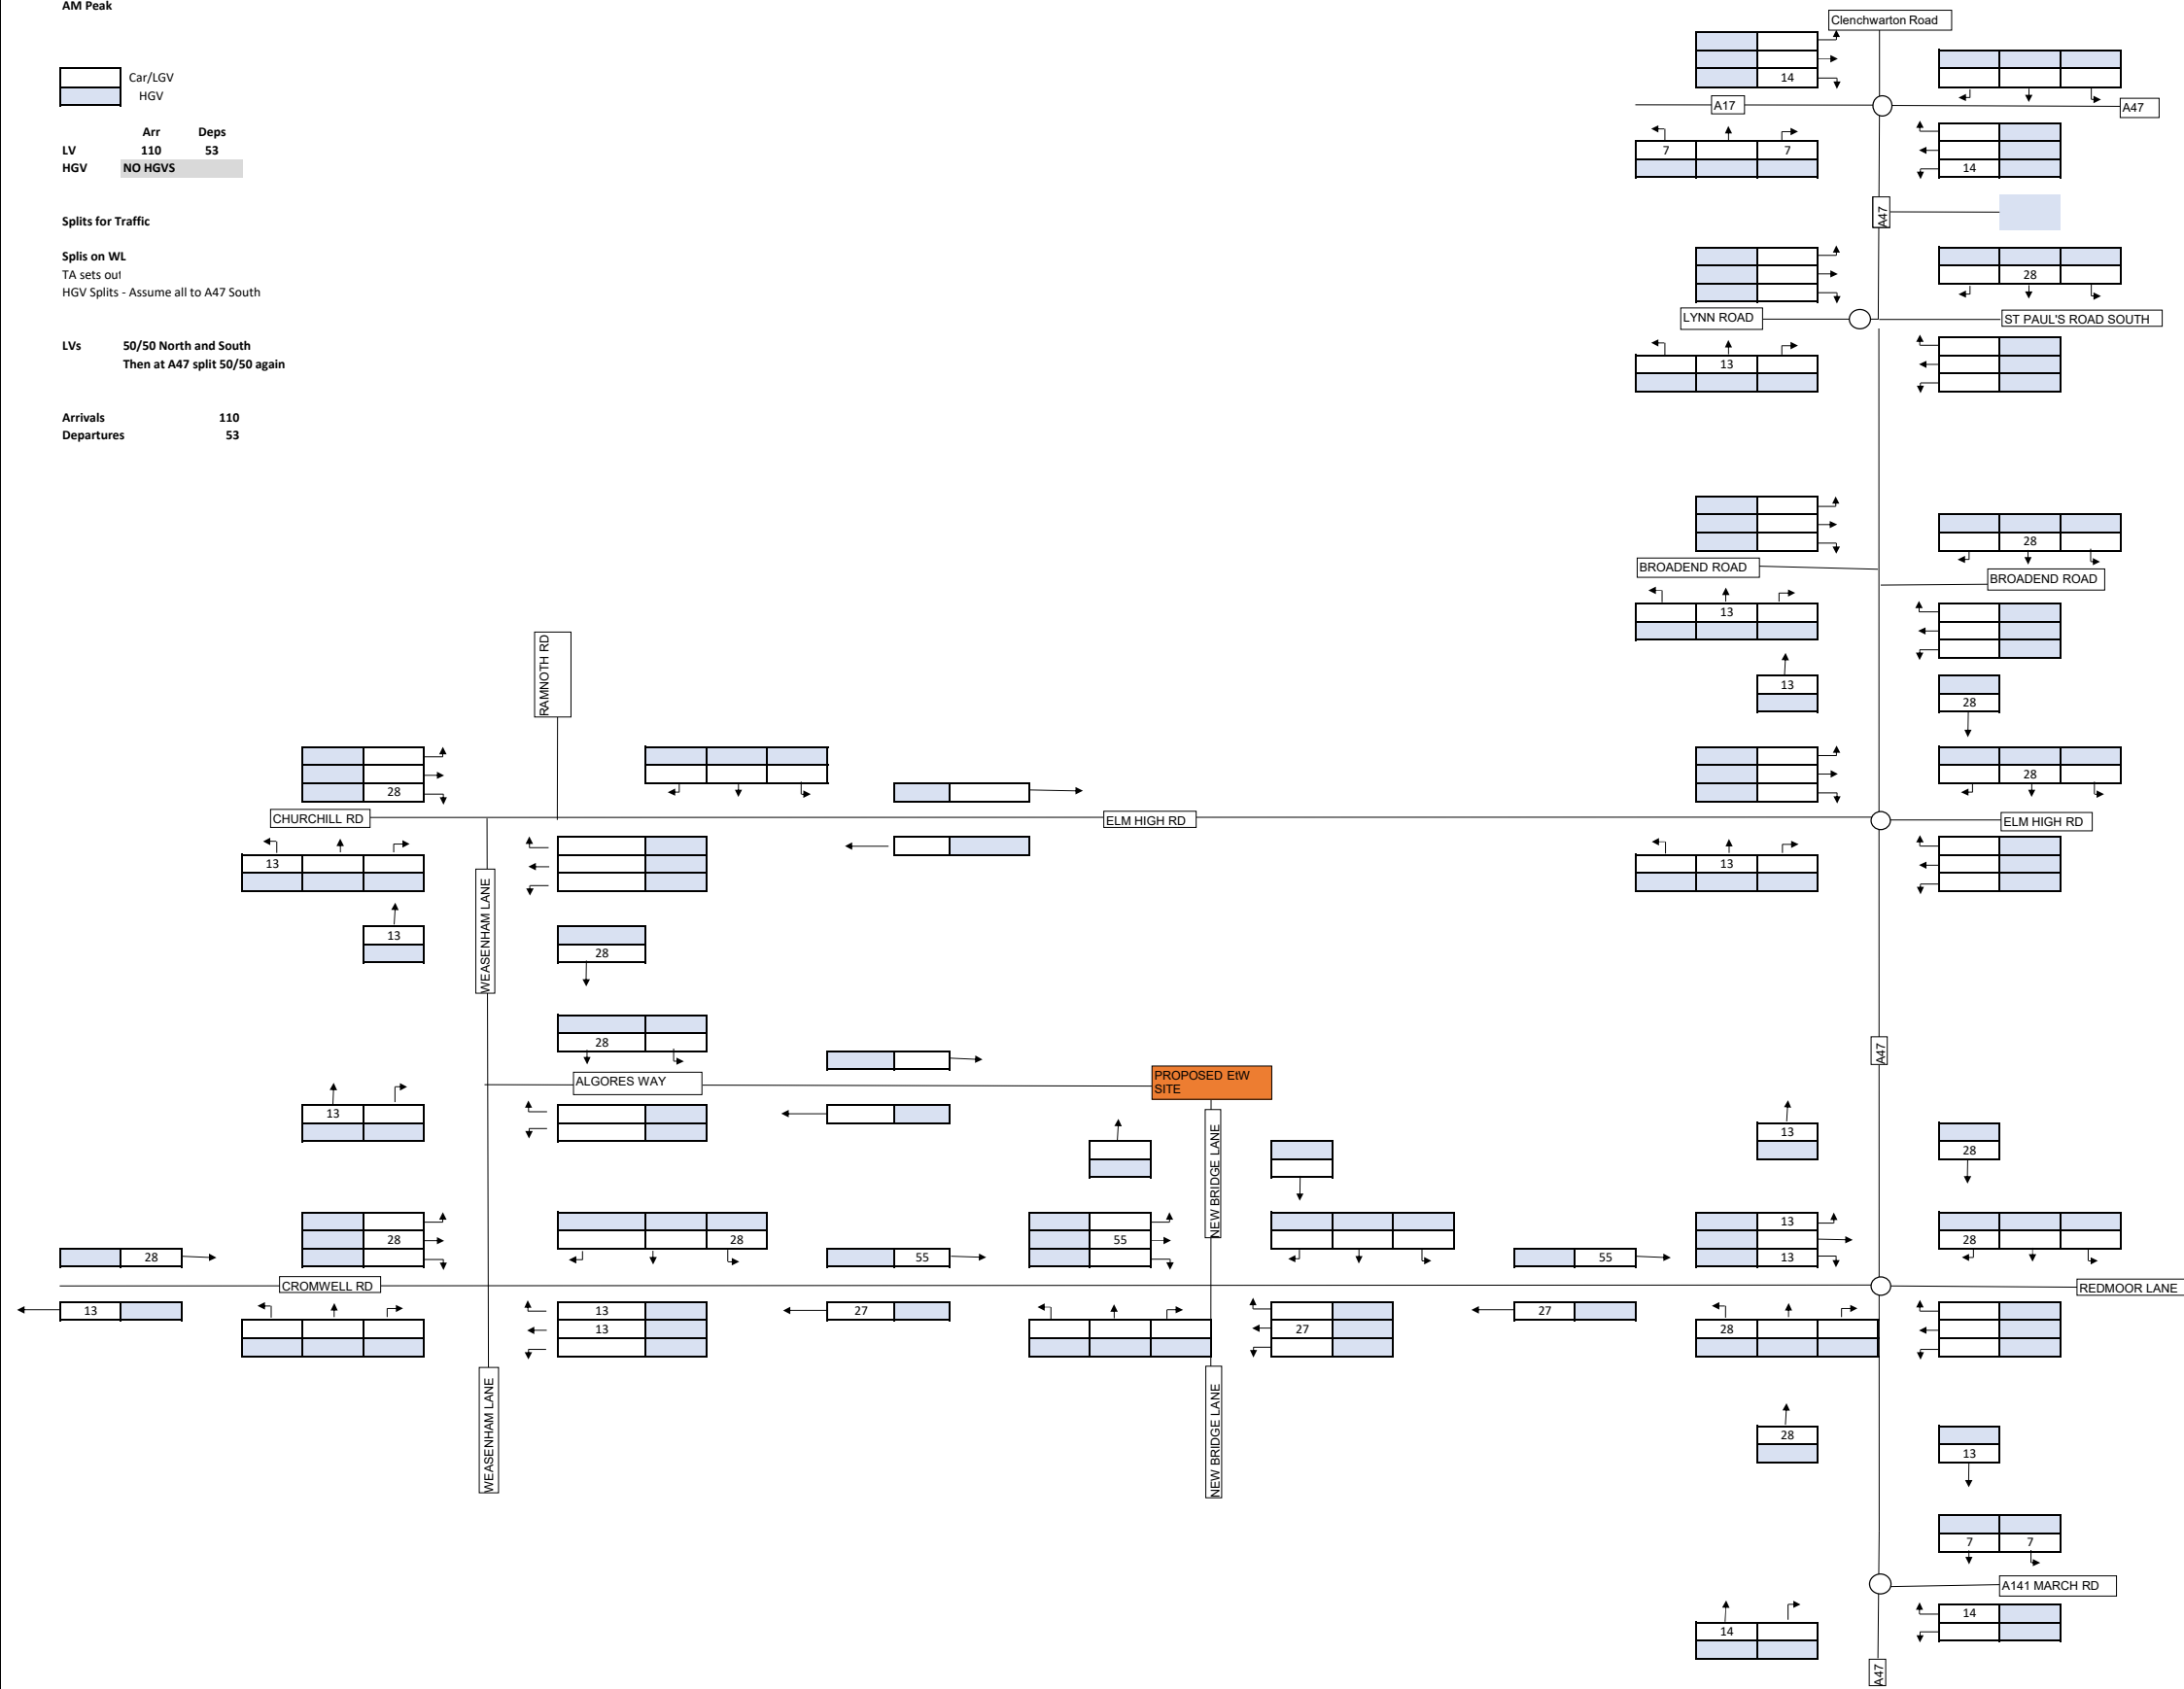 AM Peak
Clenchwarton Road
Car/LGV
HGV
14
A17
A47
Arr Deps
LV 110 53
HGV NO HGVS
7 7
14
Splits for Traffic
A47
Splis on WL
TA sets out
HGV Splits - Assume all to A47 South
28
LYNN ROAD
ST PAUL'S ROAD SOUTH
LVs 50/50 North and South
Then at A47 split 50/50 again
13
Arrivals 110
Departures 53
28
BROADEND ROAD
BROADEND ROAD
13
RAMNOTH RD
13
28
28
28
CHURCHILL RD
ELM HIGH RD
ELM HIGH RD
13
13
WEASENHAM LANE
13
28
28
A47
ALGORES WAY
PROPOSED EtW
SITE
13
NEW BRIDGE LANE
13
28
28
28
28
55
55
55
13
13
28
CROMWELL RD
REDMOOR LANE
13
13
13
27
27
27
28
WEASENHAM LANE
NEW BRIDGE LANE
28
13
7 7
A141 MARCH RD
14
14
A47